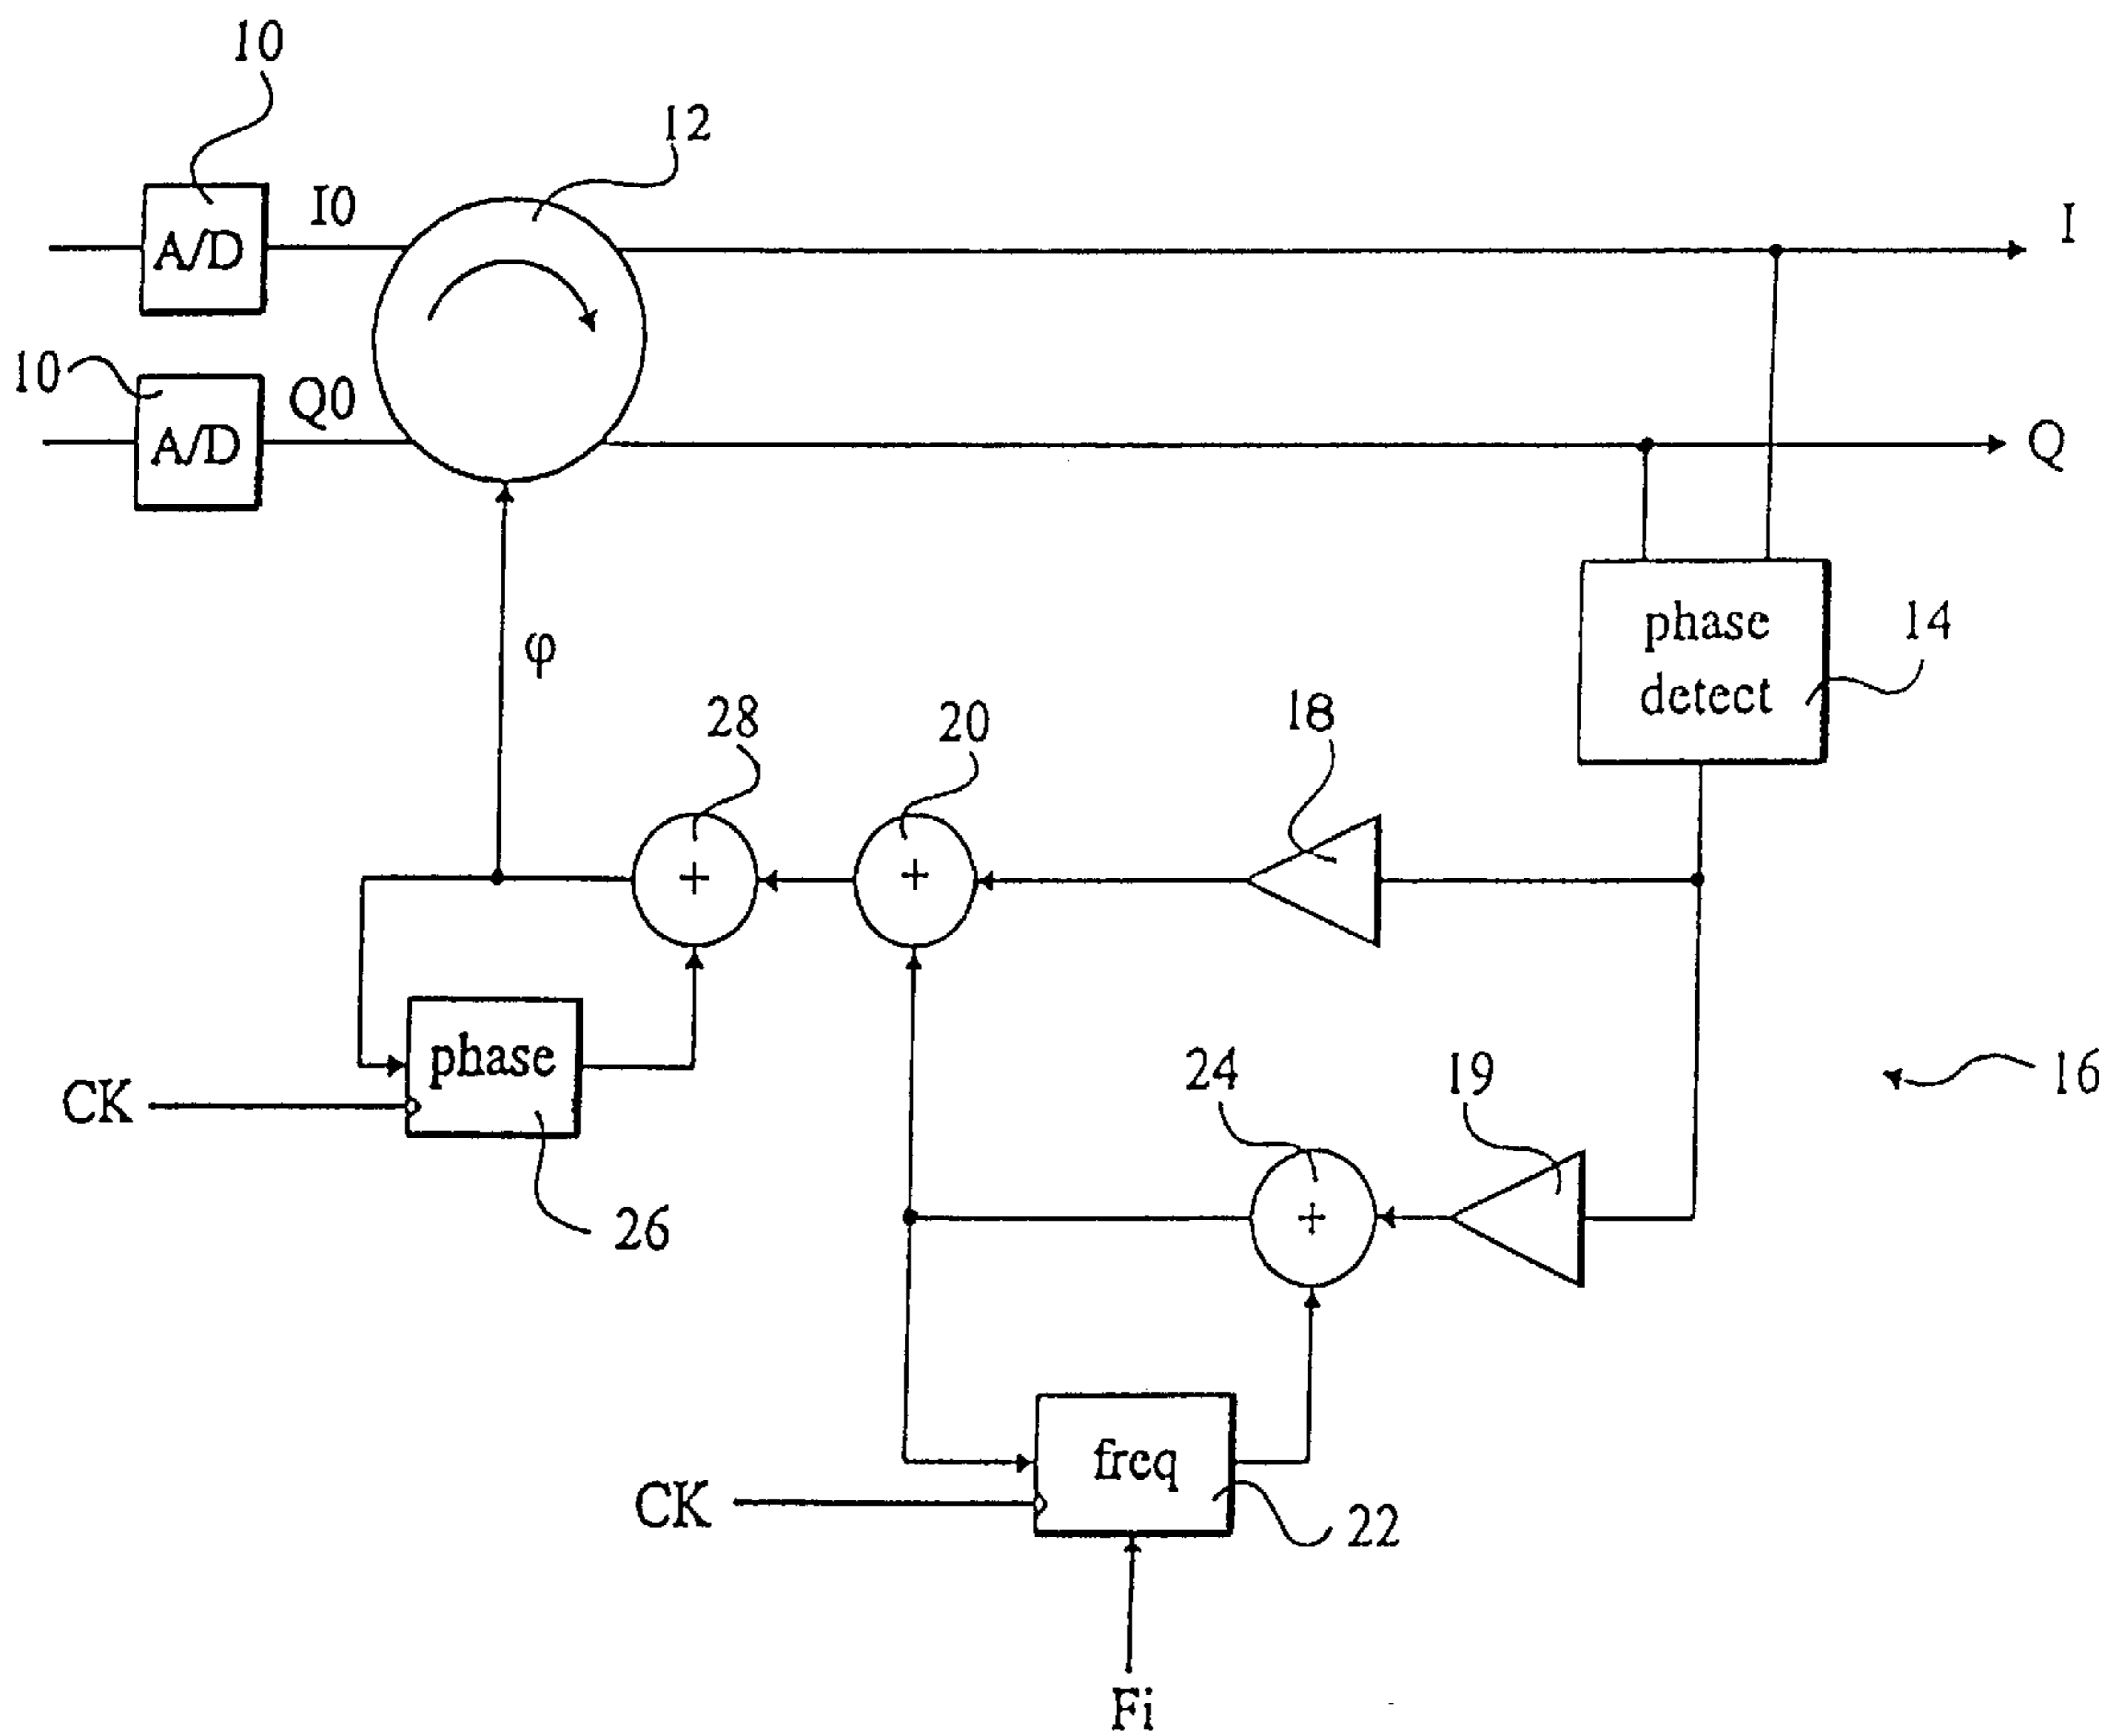 10
12
I0
A/D
I
10
Q0
A/D
Q
phase
detect
14
φ
28
20
18
+
+
phase
CK
26
24
19
16
+
freq
CK
22
Fi